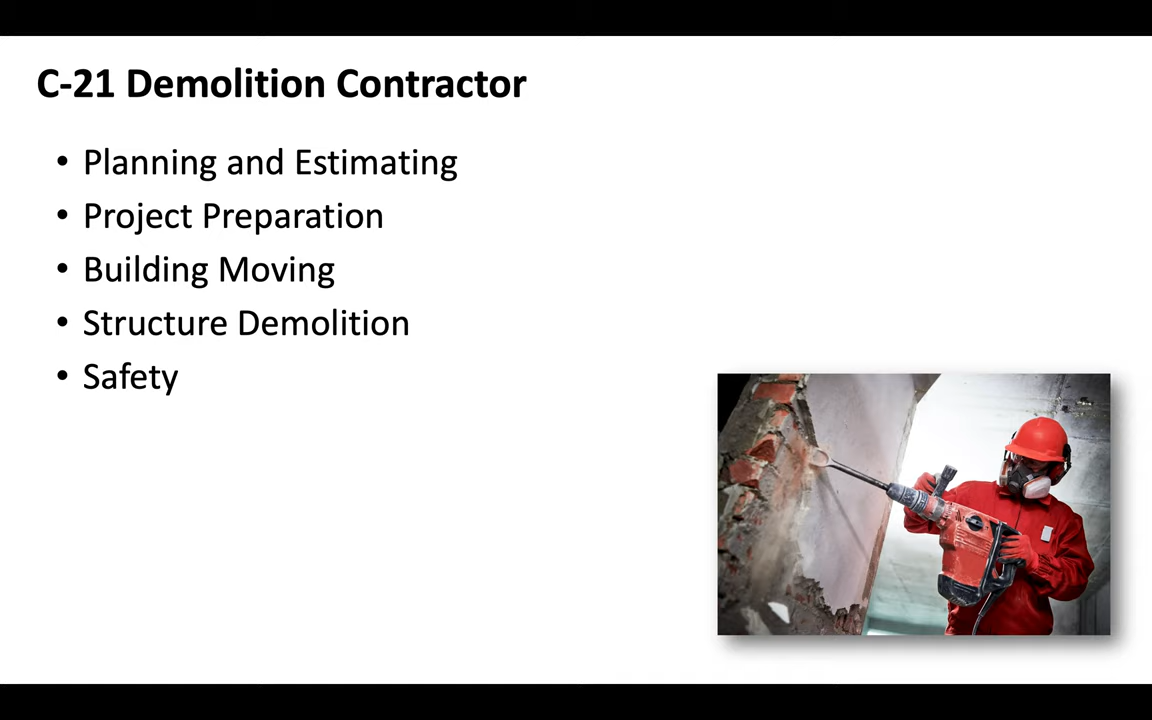 C-21 Demolition Contractor
• Planning and Estimating
• Project Preparation
• Building Moving
• Structure Demolition
• Safety